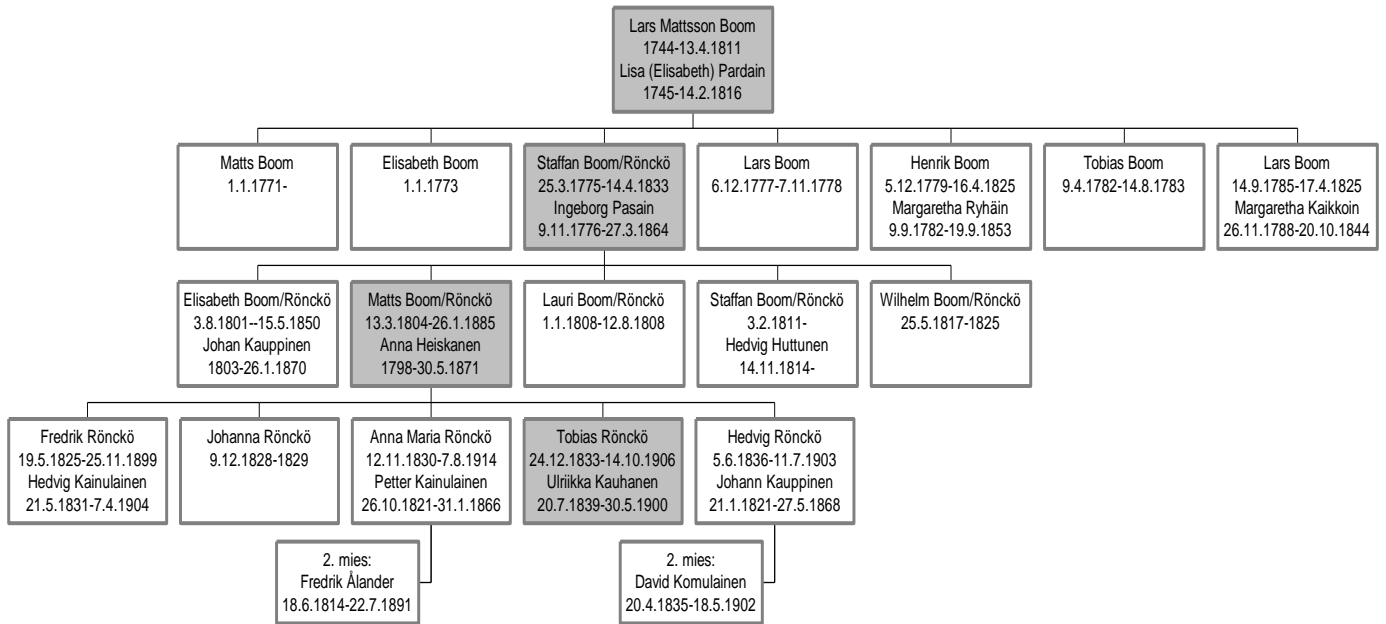 Lars Mattsson Boom
1744-13.4.1811
Lisa (Elisabeth) Pardain
1745-14.2.1816
Matts Boom
1.1.1771-
Elisabeth Boom
1.1.1773
Staffan Boom/Rönckö
25.3.1775-14.4.1833
Ingeborg Pasain
9.11.1776-27.3.1864
Lars Boom
6.12.1777-7.11.1778
Henrik Boom
5.12.1779-16.4.1825
Margaretha Ryhäin
9.9.1782-19.9.1853
Tobias Boom
9.4.1782-14.8.1783
Lars Boom
14.9.1785-17.4.1825
Margaretha Kaikkoin
26.11.1788-20.10.1844
Elisabeth Boom/Rönckö
3.8.1801--15.5.1850
Johan Kauppinen
1803-26.1.1870
Matts Boom/Rönckö
13.3.1804-26.1.1885
Anna Heiskanen
1798-30.5.1871
Lauri Boom/Rönckö
1.1.1808-12.8.1808
Staffan Boom/Rönckö
3.2.1811-
Hedvig Huttunen
14.11.1814-
Wilhelm Boom/Rönckö
25.5.1817-1825
Fredrik Rönckö
19.5.1825-25.11.1899
Hedvig Kainulainen
21.5.1831-7.4.1904
Johanna Rönckö
9.12.1828-1829
Anna Maria Rönckö
12.11.1830-7.8.1914
Petter Kainulainen
26.10.1821-31.1.1866
Tobias Rönckö
24.12.1833-14.10.1906
Ulriikka Kauhanen
20.7.1839-30.5.1900
Hedvig Rönckö
5.6.1836-11.7.1903
Johann Kauppinen
21.1.1821-27.5.1868
2. mies:
Fredrik Ålander
18.6.1814-22.7.1891
2. mies:
David Komulainen
20.4.1835-18.5.1902